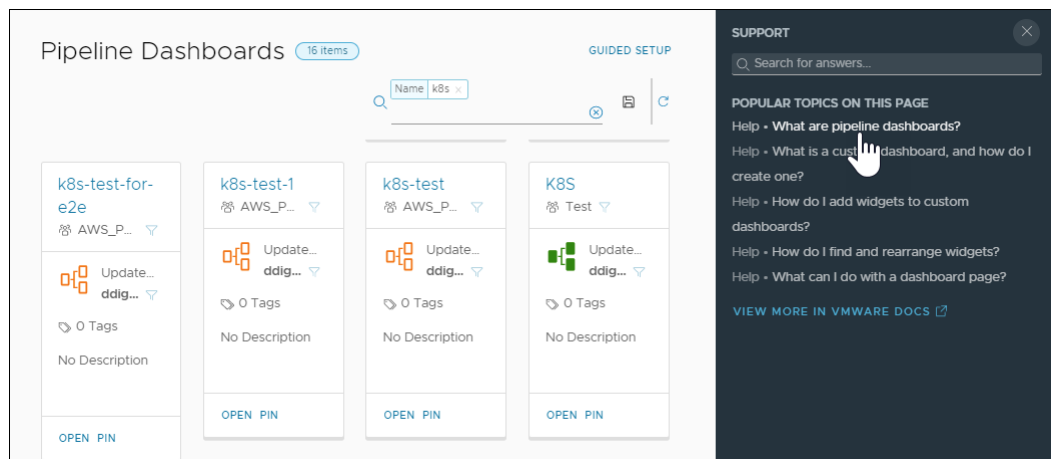 Pipeline Dashboards 16 items
GUIDED SETUP
Name k8s ×
k8s-test-for-
e2e
AWS_P...
Update...
ddig...
0 Tags
No Description
OPEN PIN
k8s-test-1
AWS_P...
Update...
ddig...
0 Tags
No Description
OPEN PIN
k8s-test
AWS_P...
Update...
ddig...
0 Tags
No Description
OPEN PIN
K8S
Test
Update...
ddig...
0 Tags
No Description
OPEN PIN
SUPPORT
Search for answers...
POPULAR TOPICS ON THIS PAGE
Help • What are pipeline dashboards?
Help • What is a dashboard, and how do I
create one?
Help • How do I add widgets to custom
dashboards?
Help • How do I find and rearrange widgets?
Help • What can I do with a dashboard page?
VIEW MORE IN VMWARE DOCS